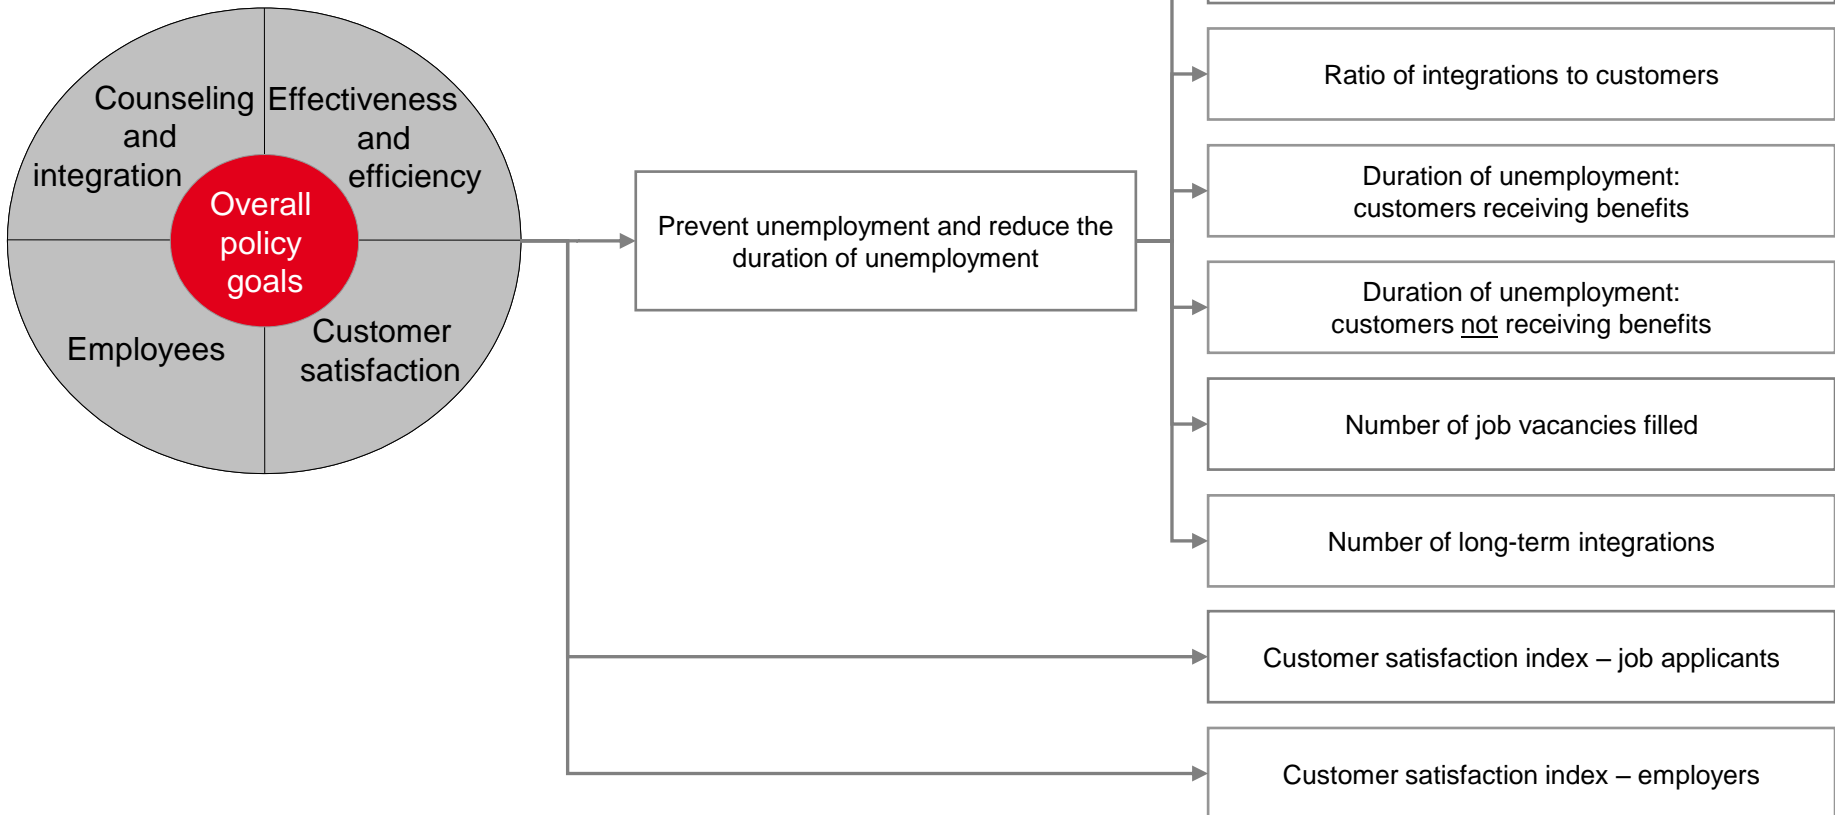 Counseling
and
integration
Effectiveness
and
efficiency
Overall
policy
goals
Employees
Customer
satisfaction
Prevent unemployment and reduce the
duration of unemployment
Ratio of integrations to customers
Duration of unemployment:
customers receiving benefits
Duration of unemployment:
customers not receiving benefits
Number of job vacancies filled
Number of long-term integrations
Customer satisfaction index – job applicants
Customer satisfaction index – employers